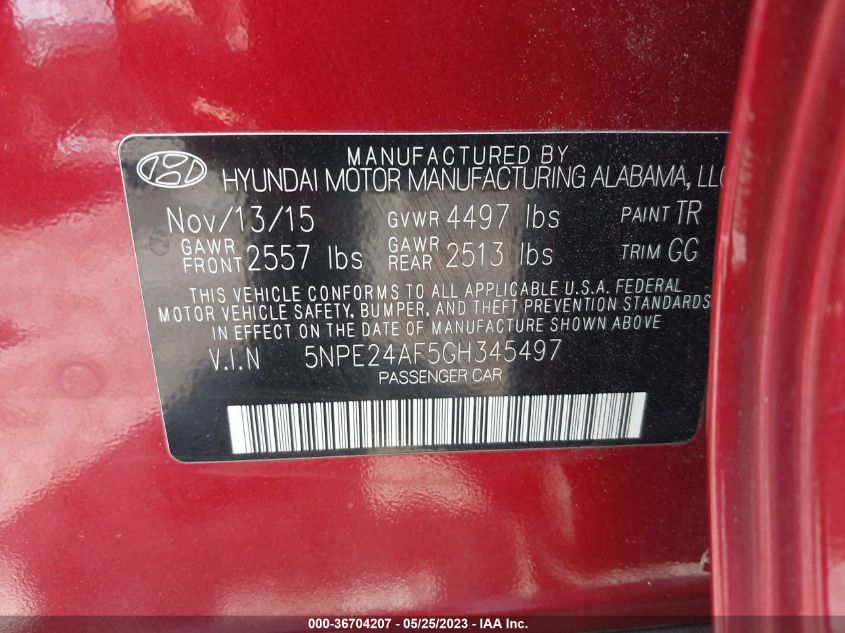 MANUFACTURED BY
HYUNDAI MOTOR MANUFACTURING ALABAMA, LLC
Nov/13/15 GVWR 4497 lbs PAINT TR
GAWR FRONT 2557 lbs GAWR REAR 2513 lbs TRIM GG
THIS VEHICLE CONFORMS TO ALL APPLICABLE U.S.A. FEDERAL
MOTOR VEHICLE SAFETY, BUMPER, AND THEFT PREVENTION STANDARDS
IN EFFECT ON THE DATE OF MANUFACTURE SHOWN ABOVE.
V.I.N 5NPE24AF5GH345497
PASSENGER CAR
000-36704207 - 05/25/2023 - IAA Inc.